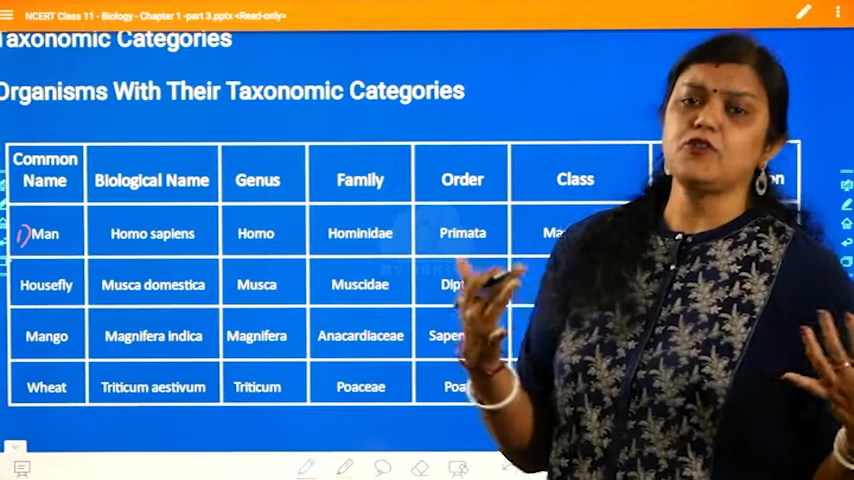 NCERT Class 11 - Biology - Chapter 1 -part 3.pptx <Read-only>
Taxonomic Categories
Organisms With Their Taxonomic Categories
Common Name Biological Name Genus Family Order Class
1) Man Homo sapiens Homo Hominidae Primata
Housefly Musca domestica Musca Muscidae
Mango Magnifera indica Magnifera Anacardiaceae
Wheat Triticum aestivum Triticum Poaceae